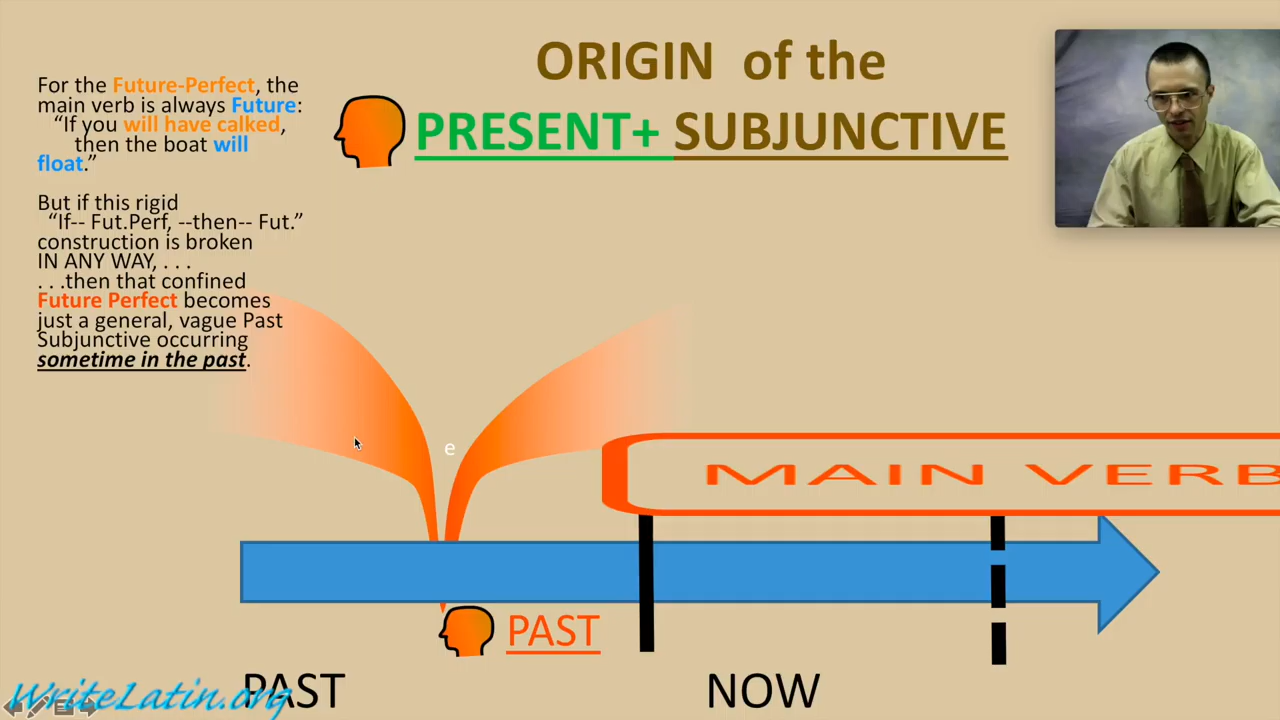 ORIGIN of the
PRESENT+ SUBJUNCTIVE
For the Future-Perfect, the
main verb is always Future:
“If you will have calked,
then the boat will
float.”
But if this rigid
“If-- Fut.Perf, --then-- Fut.”
construction is broken
IN ANY WAY, . . .
. . .then that confined
Future Perfect becomes
just a general, vague Past
Subjunctive occurring
sometime in the past.
e
MAIN VERB
PAST
PAST
NOW
WriteLatin.org